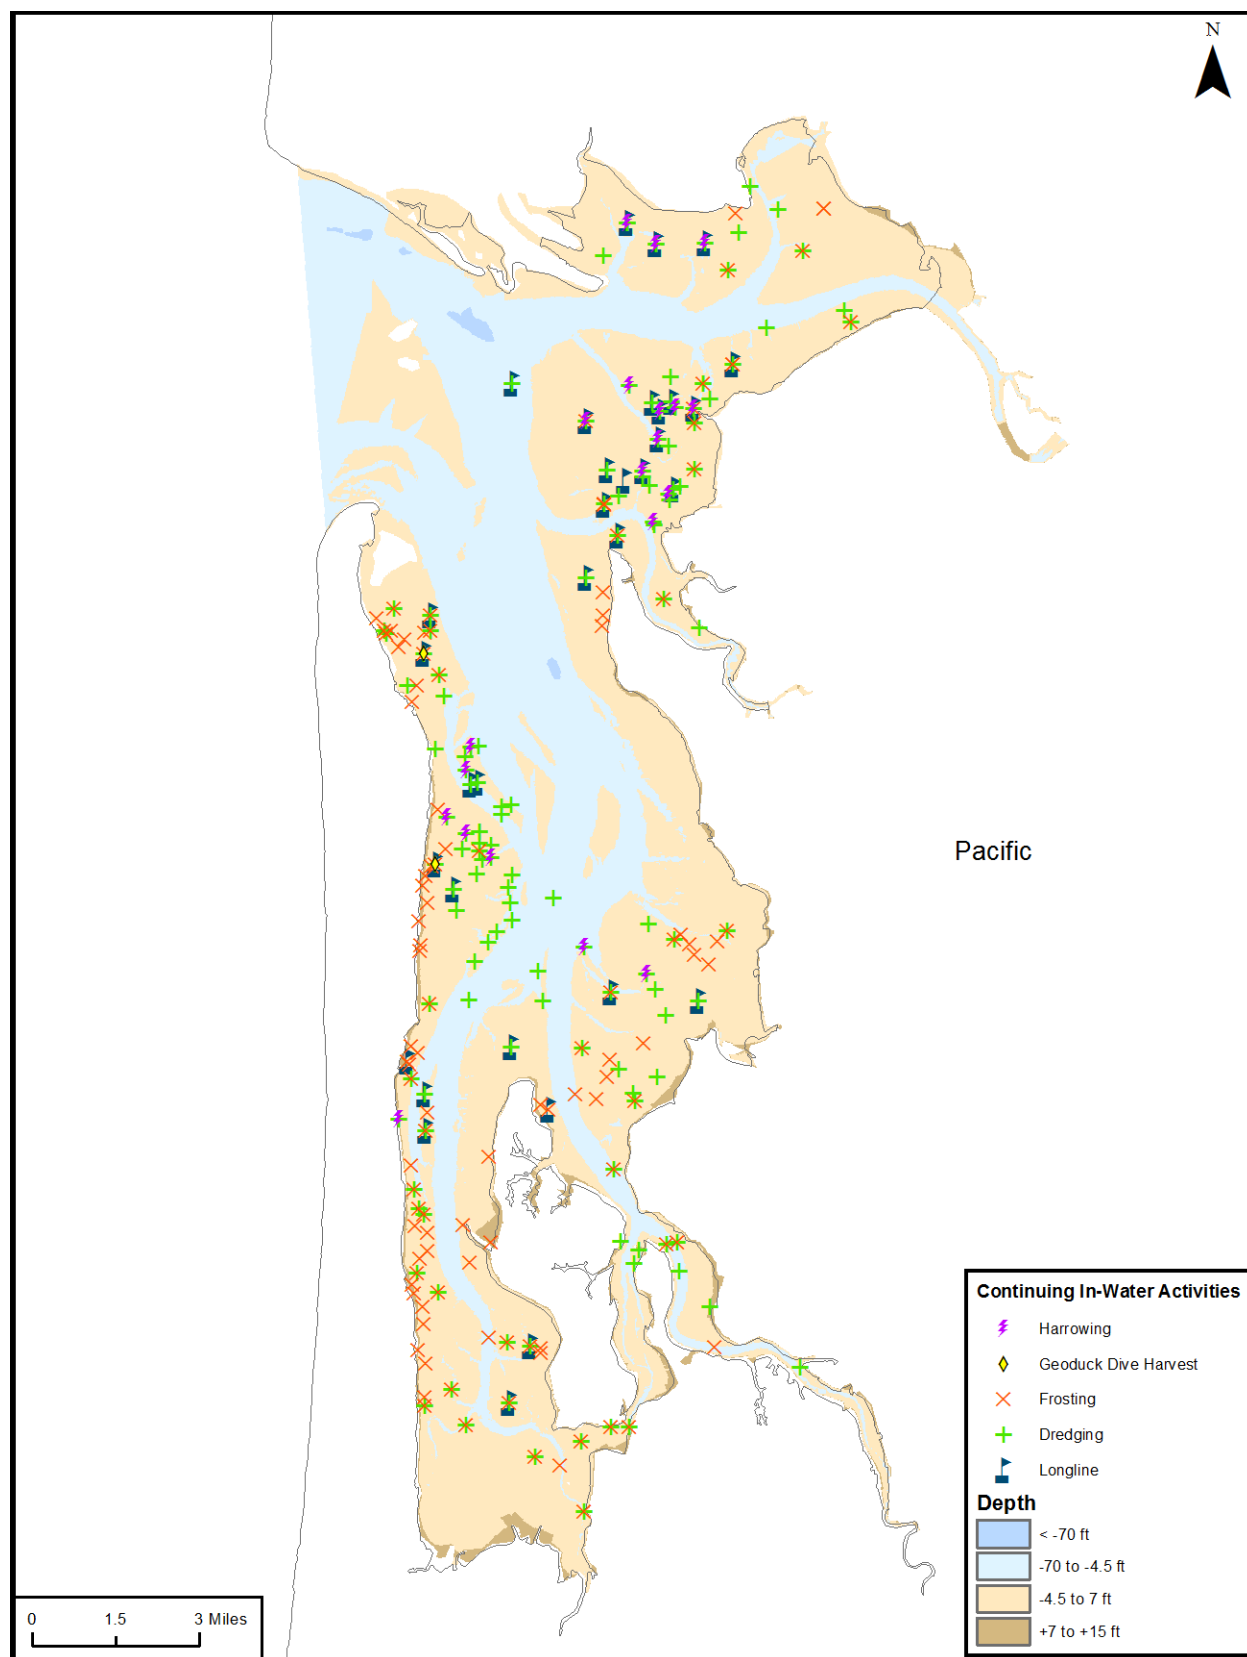 N
Pacific
Continuing In-Water Activities
Harrowing
Geoduck Dive Harvest
Frosting
Dredging
Longline
Depth
< -70 ft
-70 to -4.5 ft
-4.5 to 7 ft
+7 to +15 ft
0 1.5 3 Miles